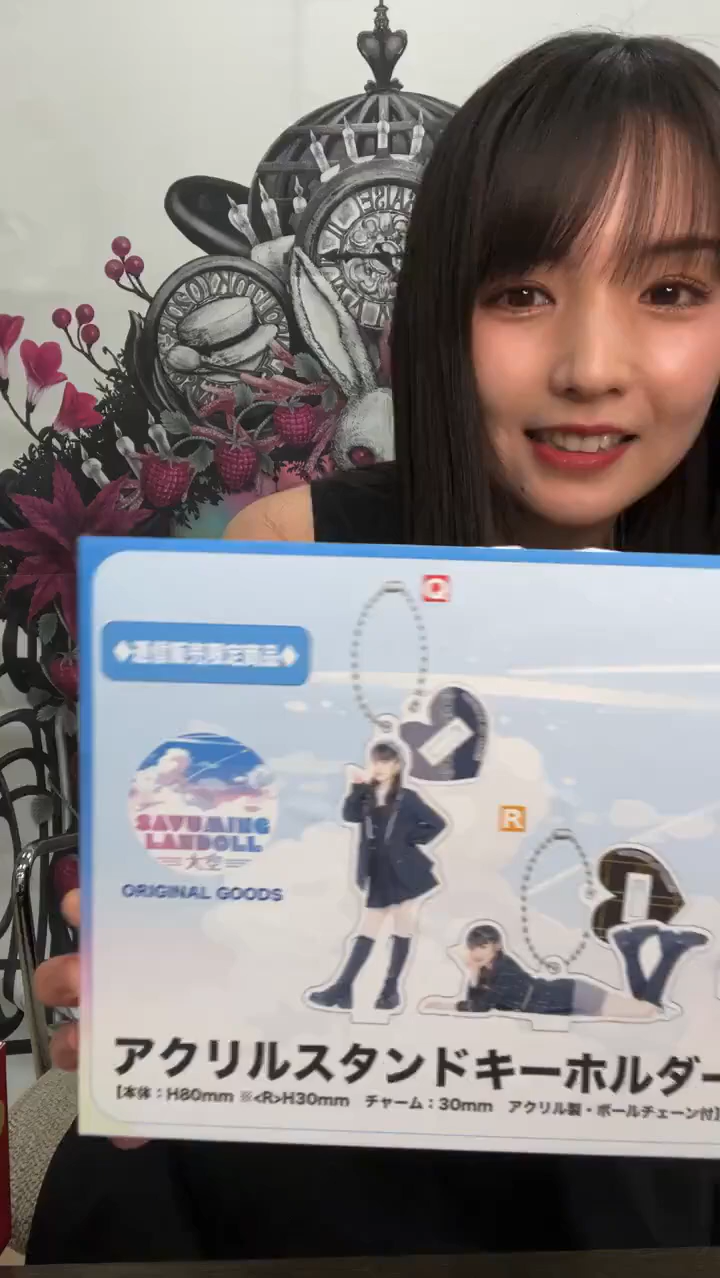 Q
◆通信販売限定商品◆
R
SAYUMING
LANDOLL
大空
ORIGINAL GOODS
アクリルスタンドキーホルダー
[本体：H80mm ※<R>H30mm　チャーム：30mm　アクリル製・ボールチェーン付]